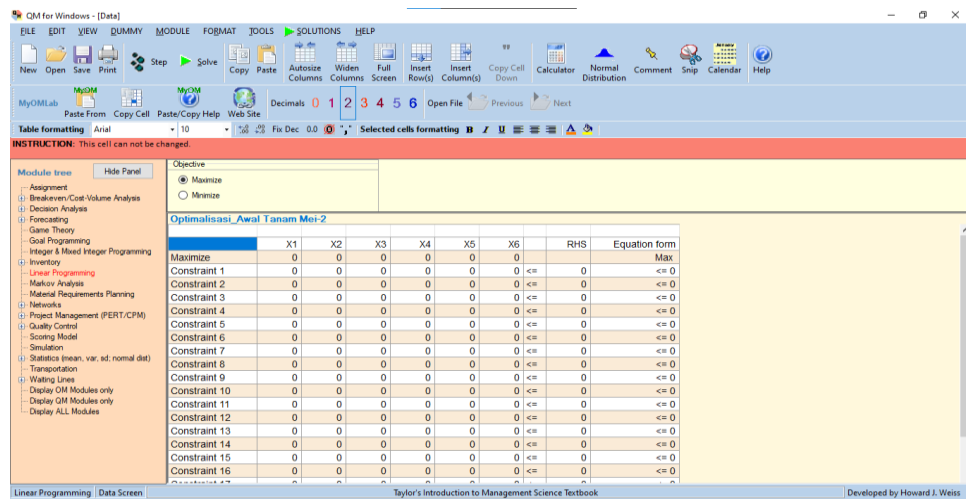 QM for Windows - [Data]
FILE EDIT VIEW DUMMY MODULE FORMAT TOOLS SOLUTIONS HELP
New Open Save Print Step Solve Copy Paste Autosize Columns Widen Columns Full Screen Insert Row(s) Insert Column(s) Copy Cell Down Calculator Normal Distribution Comment Snip Calendar Help
MyOMLab MyOM Paste From Copy Cell MyOM Paste/Copy Help Web Site Decimals 0 1 2 3 4 5 6 Open File Previous Next
Table formatting Arial 10 Fix Dec 0.0 Selected cells formatting B I U A
INSTRUCTION: This cell can not be changed.
Module tree Hide Panel
Assignment
Breakeven/Cost-Volume Analysis
Decision Analysis
Forecasting
Game Theory
Goal Programming
Integer & Mixed Integer Programming
Inventory
Linear Programming
Markov Analysis
Material Requirements Planning
Networks
Project Management (PERT/CPM)
Quality Control
Scoring Model
Simulation
Statistics (mean, var, sd; normal dist)
Transportation
Waiting Lines
Display OM Modules only
Display QM Modules only
Display ALL Modules
Objective
Maximize
Minimize
Optimalisasi_Awal Tanam Mei-2
X1 X2 X3 X4 X5 X6 RHS Equation form
Maximize 0 0 0 0 0 0 Max
Constraint 1 0 0 0 0 0 0 <= 0 <= 0
Constraint 2 0 0 0 0 0 0 <= 0 <= 0
Constraint 3 0 0 0 0 0 0 <= 0 <= 0
Constraint 4 0 0 0 0 0 0 <= 0 <= 0
Constraint 5 0 0 0 0 0 0 <= 0 <= 0
Constraint 6 0 0 0 0 0 0 <= 0 <= 0
Constraint 7 0 0 0 0 0 0 <= 0 <= 0
Constraint 8 0 0 0 0 0 0 <= 0 <= 0
Constraint 9 0 0 0 0 0 0 <= 0 <= 0
Constraint 10 0 0 0 0 0 0 <= 0 <= 0
Constraint 11 0 0 0 0 0 0 <= 0 <= 0
Constraint 12 0 0 0 0 0 0 <= 0 <= 0
Constraint 13 0 0 0 0 0 0 <= 0 <= 0
Constraint 14 0 0 0 0 0 0 <= 0 <= 0
Constraint 15 0 0 0 0 0 0 <= 0 <= 0
Constraint 16 0 0 0 0 0 0 <= 0 <= 0
Linear Programming Data Screen Taylor's Introduction to Management Science Textbook Developed by Howard J. Weiss